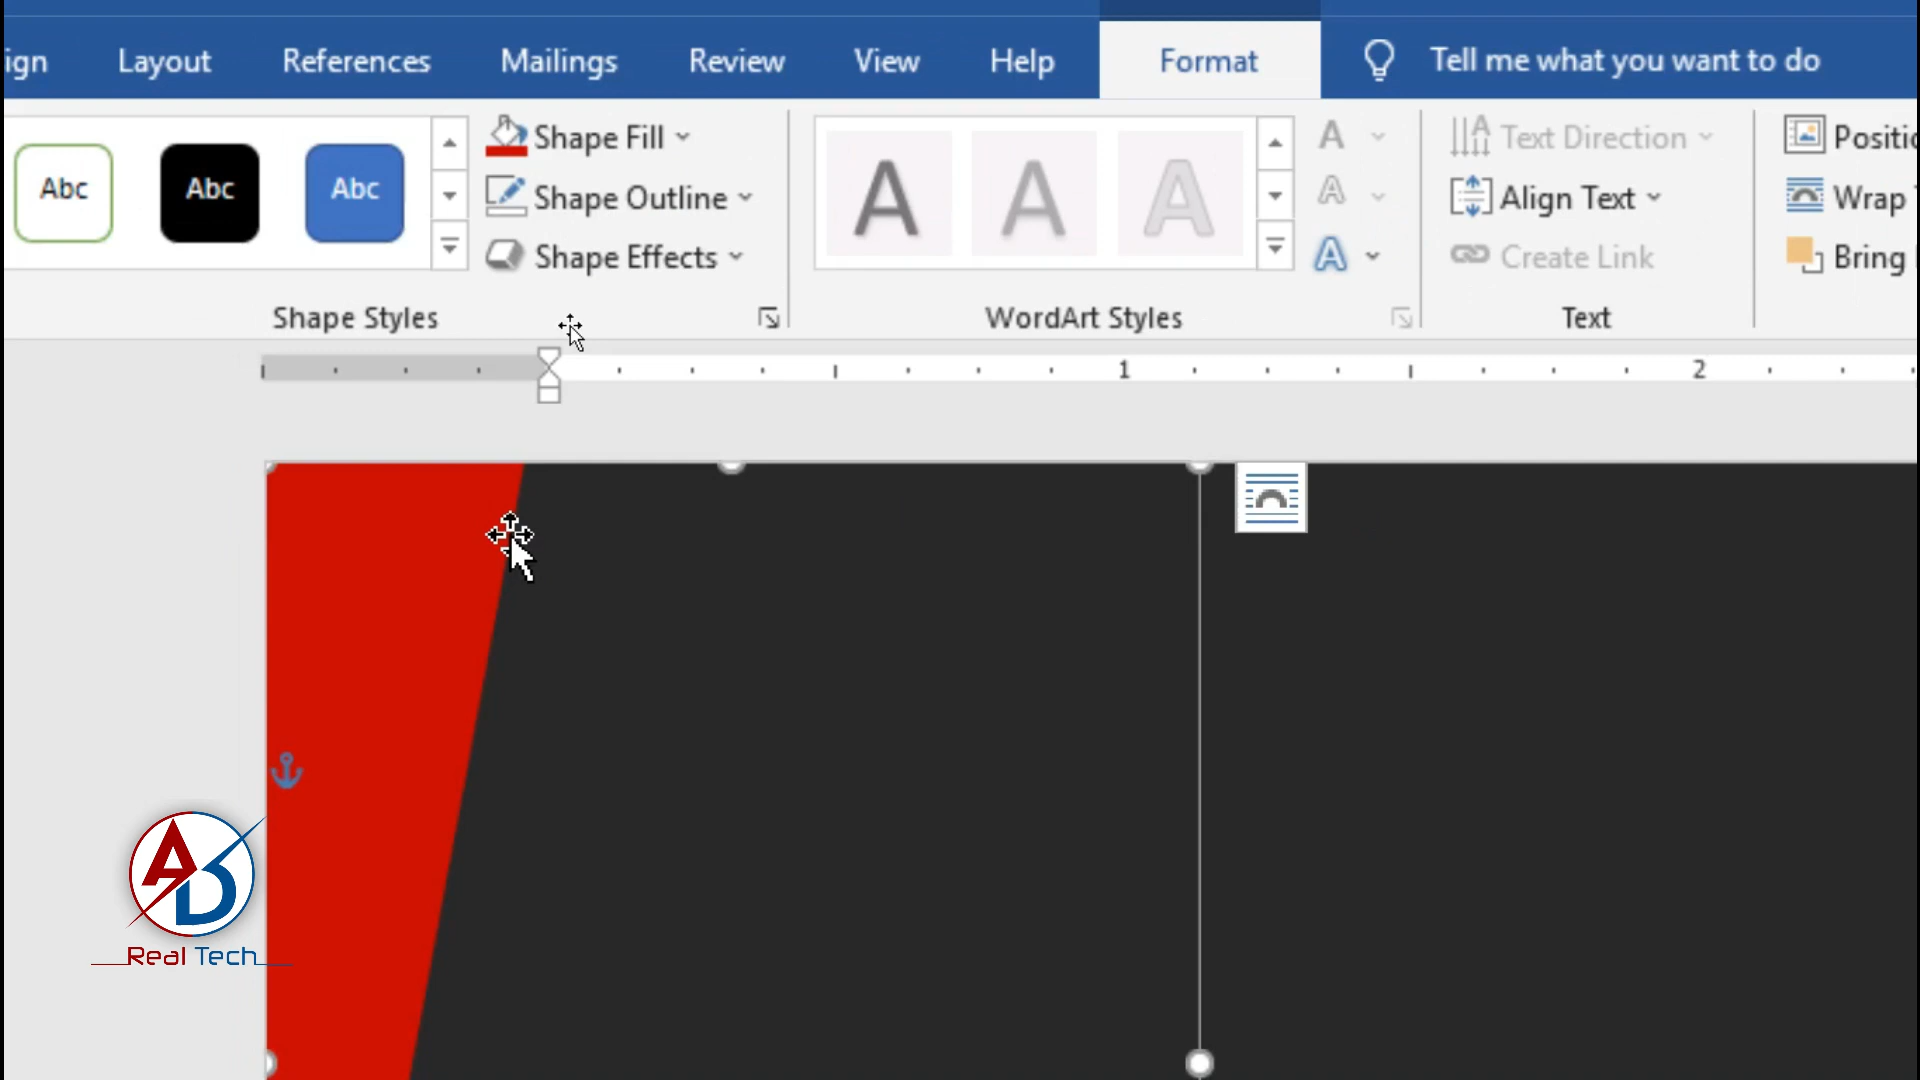 ign Layout References Mailings Review View Help Format Tell me what you want to do
Abc Abc Abc
Shape Fill
Shape Outline
Shape Effects
Shape Styles
A A A
A
A
A
WordArt Styles
Text Direction
Align Text
Create Link
Text
Positio
Wrap
Bring
1 2
AD
Real Tech